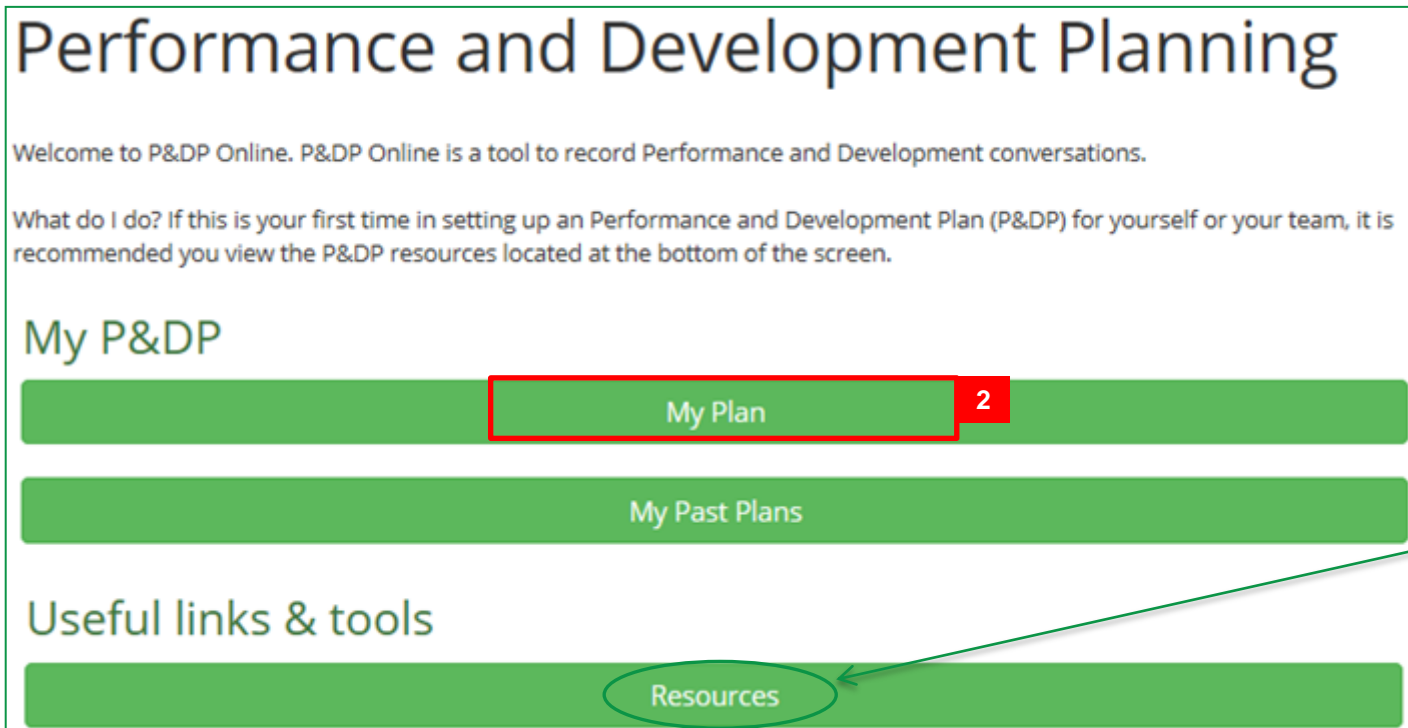 Performance and Development Planning
Welcome to P&DP Online. P&DP Online is a tool to record Performance and Development conversations.
What do I do? If this is your first time in setting up an Performance and Development Plan (P&DP) for yourself or your team, it is
recommended you view the P&DP resources located at the bottom of the screen.
My P&DP
My Plan
2
My Past Plans
Useful links & tools
Resources